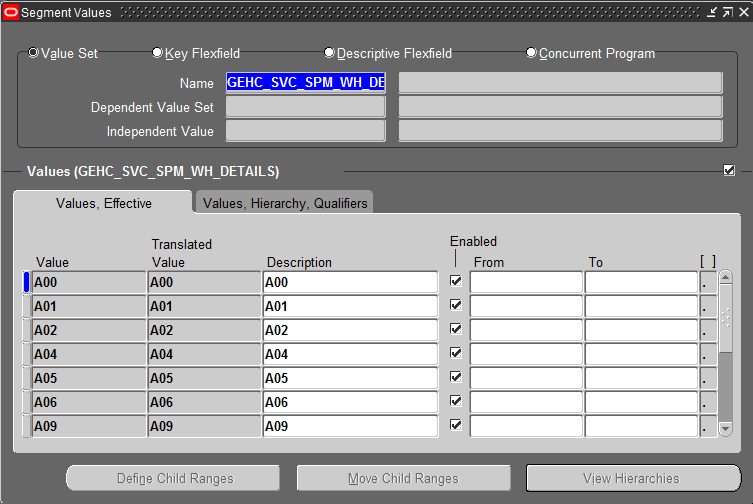 Segment Values
Value Set Key Flexfield Descriptive Flexfield Concurrent Program
Name GEHC_SVC_SPM_WH_DE
Dependent Value Set
Independent Value
Values (GEHC_SVC_SPM_WH_DETAILS)
Values, Effective Values, Hierarchy, Qualifiers
Value Translated Value Description Enabled From To [ ]
A00 A00 A00 .
A01 A01 A01 .
A02 A02 A02 .
A04 A04 A04 .
A05 A05 A05 .
A06 A06 A06 .
A09 A09 A09 .
Define Child Ranges Move Child Ranges View Hierarchies